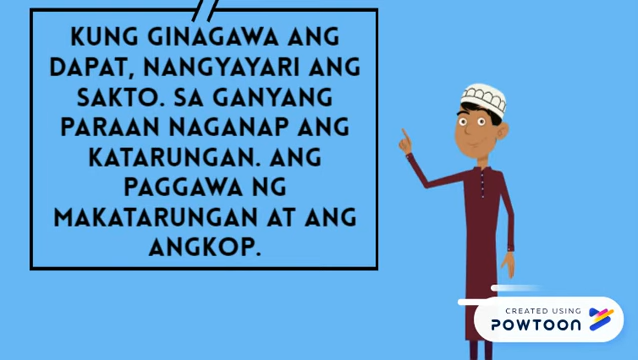 KUNG GINAGAWA ANG
DAPAT, NANGYAYARI ANG
SAKTO. SA GANYANG
PARAAN NAGANAP ANG
KATARUNGAN. ANG
PAGGAWA NG
MAKATARUNGAN AT ANG
ANGKOP.
CREATED USING
POWTOON